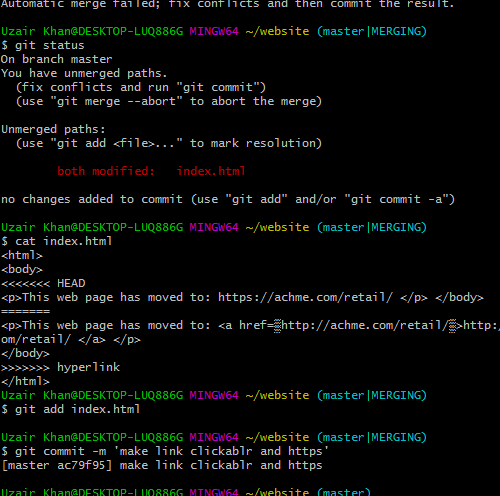 Automatic merge failed; fix conflicts and then commit the result.
Uzair Khan@DESKTOP-LUQ886G MINGW64 ~/website (master|MERGING)
$ git status
On branch master
You have unmerged paths.
  (fix conflicts and run "git commit")
  (use "git merge --abort" to abort the merge)
Unmerged paths:
  (use "git add <file>..." to mark resolution)
        both modified:   index.html
no changes added to commit (use "git add" and/or "git commit -a")
Uzair Khan@DESKTOP-LUQ886G MINGW64 ~/website (master|MERGING)
$ cat index.html
<html>
<body>
<<<<<<< HEAD
<p>This web page has moved to: https://achme.com/retail/ </p> </body>
=======
<p>This web page has moved to: <a href=▒http://achme.com/retail/▒>http:/
om/retail/ </a> </p>
</body>
>>>>>>> hyperlink
</html>
Uzair Khan@DESKTOP-LUQ886G MINGW64 ~/website (master|MERGING)
$ git add index.html
Uzair Khan@DESKTOP-LUQ886G MINGW64 ~/website (master|MERGING)
$ git commit -m 'make link clickablr and https'
[master ac79f95] make link clickablr and https
Uzair Khan@DESKTOP-LUQ886G MINGW64 ~/website (master)